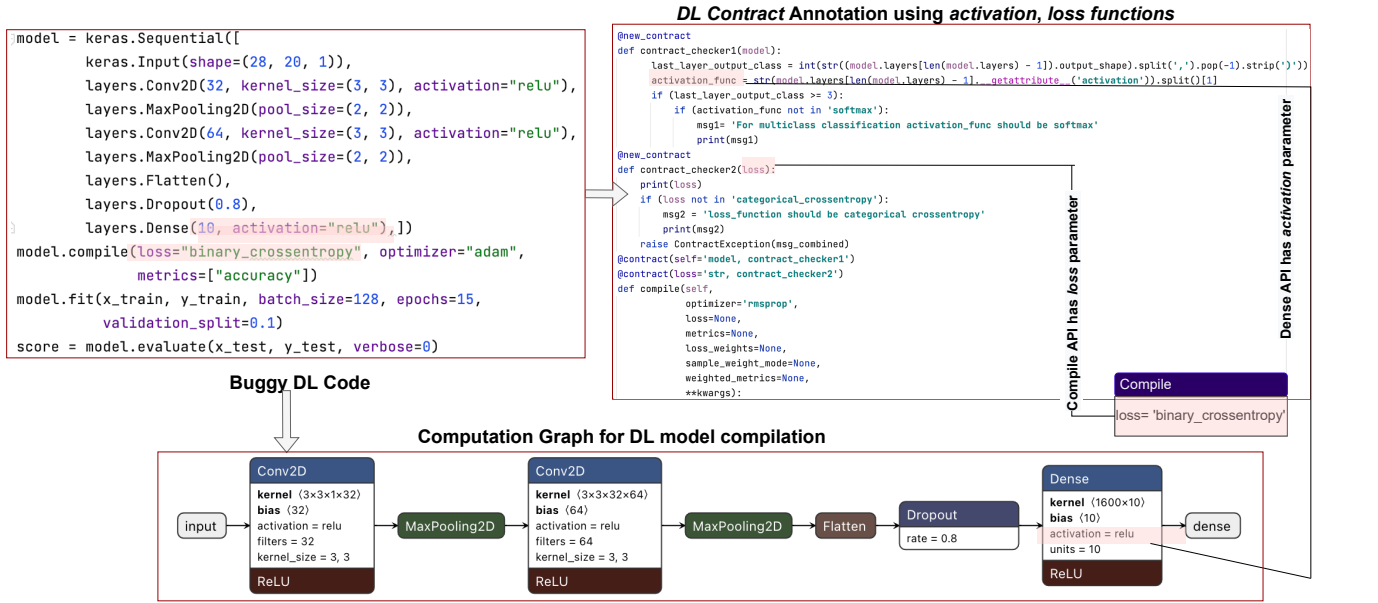 DL Contract Annotation using activation, loss functions
model = keras.Sequential([
keras.Input(shape=(28, 20, 1)),
layers.Conv2D(32, kernel_size=(3, 3), activation="relu"),
layers.MaxPooling2D(pool_size=(2, 2)),
layers.Conv2D(64, kernel_size=(3, 3), activation="relu"),
layers.MaxPooling2D(pool_size=(2, 2)),
layers.Flatten(),
layers.Dropout(0.8),
layers.Dense(10, activation="relu"),])
model.compile(loss="binary_crossentropy", optimizer="adam",
metrics=["accuracy"])
model.fit(x_train, y_train, batch_size=128, epochs=15,
validation_split=0.1)
score = model.evaluate(x_test, y_test, verbose=0)
Buggy DL Code
@new_contract
def contract_checker1(model):
last_layer_output_class = int(str((model.layers[len(model.layers) - 1]).output_shape).split(',').pop(-1).strip(')'))
activation_func = str(model.layers[len(model.layers) - 1].__getattribute__('activation')).split()[1]
if (last_layer_output_class >= 3):
if (activation_func not in 'softmax'):
msg1= 'For multiclass classification activation_func should be softmax'
print(msg1)
@new_contract
def contract_checker2(loss):
print(loss)
if (loss not in 'categorical_crossentropy'):
msg2 = 'loss_function should be categorical crossentropy'
print(msg2)
raise ContractException(msg_combined)
@contract(self='model, contract_checker1')
@contract(loss='str, contract_checker2')
def compile(self,
optimizer='rmsprop',
loss=None,
metrics=None,
loss_weights=None,
sample_weight_mode=None,
weighted_metrics=None,
**kwargs):
Compile API has loss parameter
Dense API has activation parameter
Compile
loss= 'binary_crossentropy'
Computation Graph for DL model compilation
input
Conv2D
kernel ⟨3×3×1×32⟩
bias ⟨32⟩
activation = relu
filters = 32
kernel_size = 3, 3
ReLU
MaxPooling2D
Conv2D
kernel ⟨3×3×32×64⟩
bias ⟨64⟩
activation = relu
filters = 64
kernel_size = 3, 3
ReLU
MaxPooling2D
Flatten
Dropout
rate = 0.8
Dense
kernel ⟨1600×10⟩
bias ⟨10⟩
activation = relu
units = 10
ReLU
dense